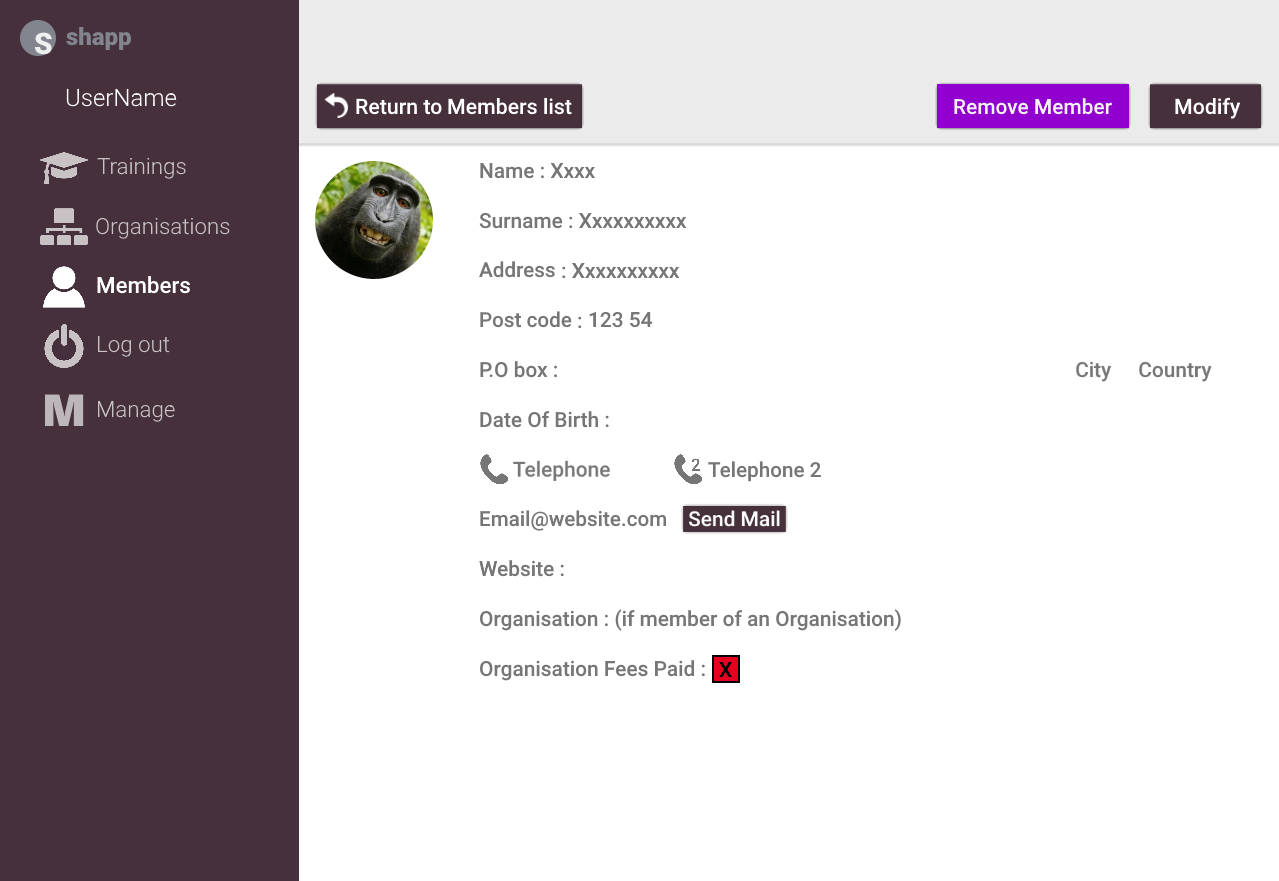 S shapp
UserName
Trainings
Organisations
Members
Log out
M Manage
Return to Members list
Remove Member
Modify
Name : Xxxx
Surname : Xxxxxxxxxx
Address : Xxxxxxxxxx
Post code : 123 54
P.O box :
City Country
Date Of Birth :
Telephone 2 Telephone 2
Email@website.com Send Mail
Website :
Organisation : (if member of an Organisation)
Organisation Fees Paid : X